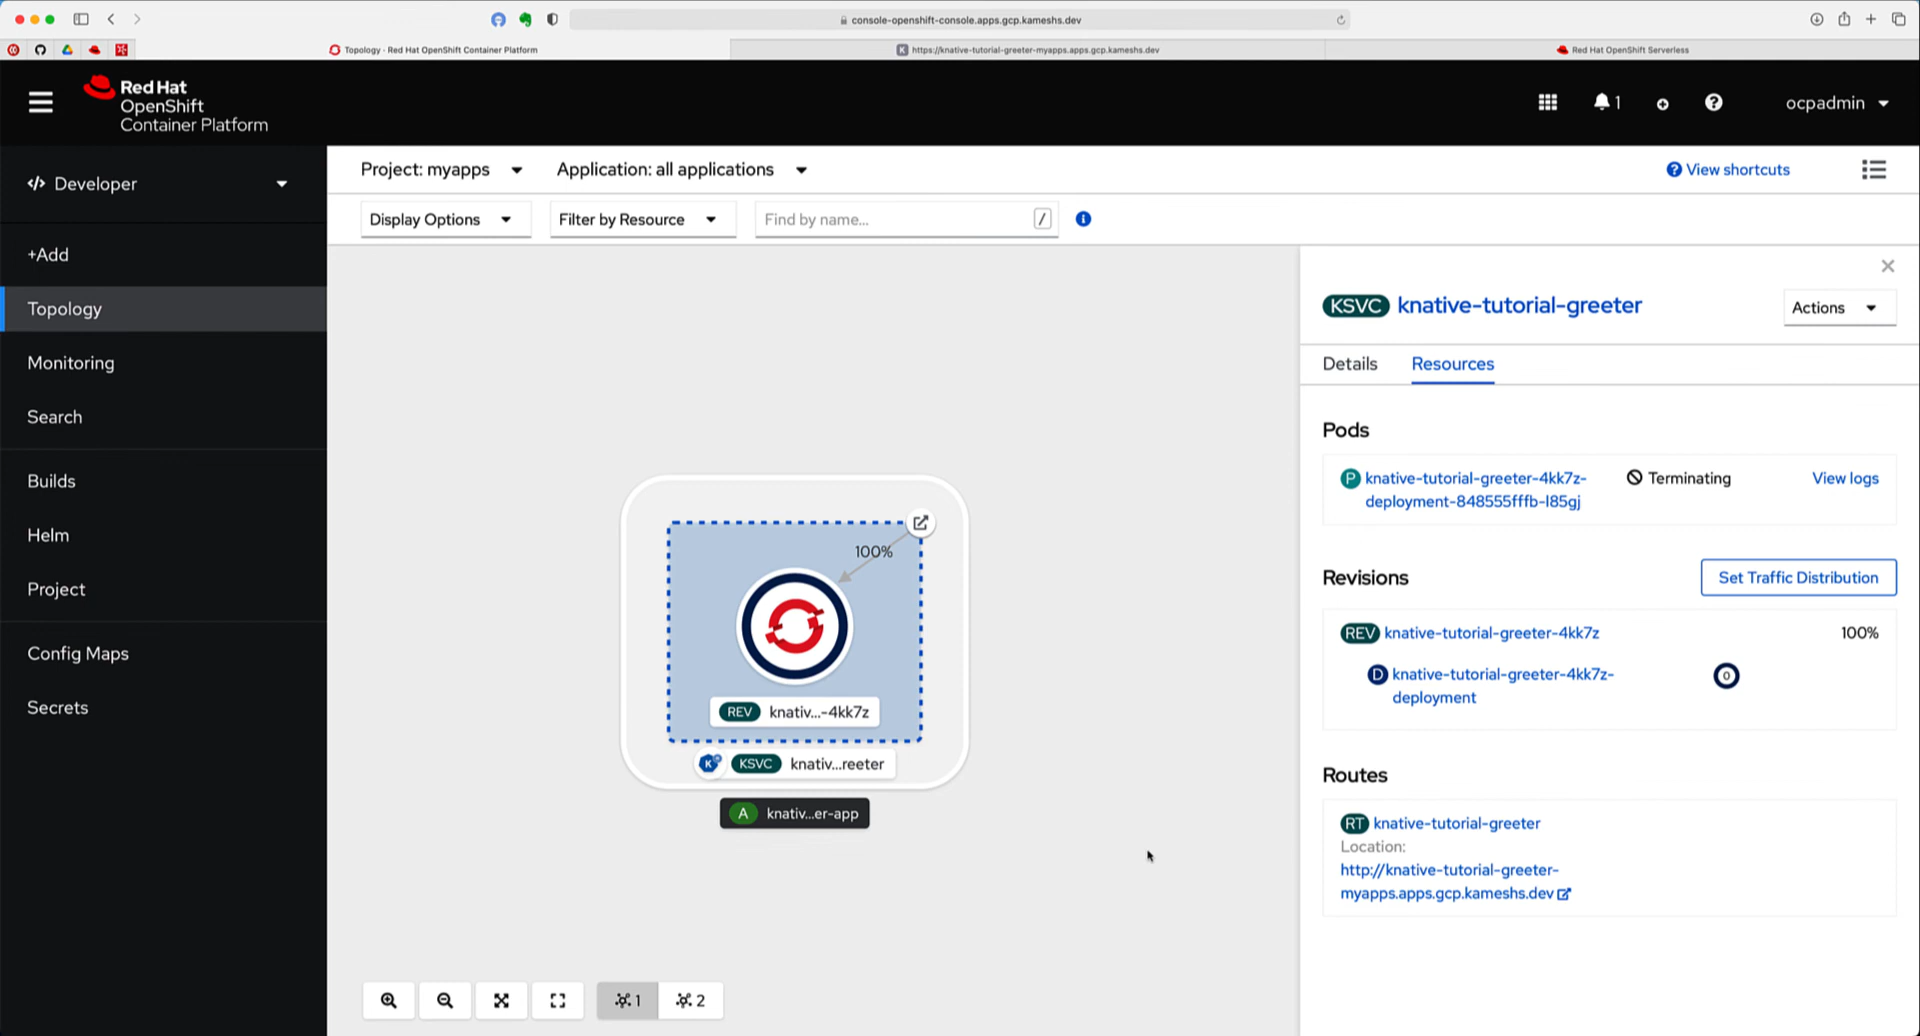 console-openshift-console.apps.gcp.kameshs.dev
Topology · Red Hat OpenShift Container Platform
K https://knative-tutorial-greeter-myapps.apps.gcp.kameshs.dev
Red Hat OpenShift Serverless
Red Hat
OpenShift
Container Platform
1
ocpadmin
Developer
+Add
Topology
Monitoring
Search
Builds
Helm
Project
Config Maps
Secrets
Project: myapps
Application: all applications
View shortcuts
Display Options
Filter by Resource
Find by name...
/
100%
REV knativ...-4kk7z
K KSVC knativ...reeter
A knativ...er-app
1
2
KSVC knative-tutorial-greeter
Actions
Details
Resources
Pods
P knative-tutorial-greeter-4kk7z-
deployment-848555fffb-l85gj
Terminating
View logs
Revisions
Set Traffic Distribution
REV knative-tutorial-greeter-4kk7z
100%
D knative-tutorial-greeter-4kk7z-
deployment
0
Routes
RT knative-tutorial-greeter
Location:
http://knative-tutorial-greeter-
myapps.apps.gcp.kameshs.dev